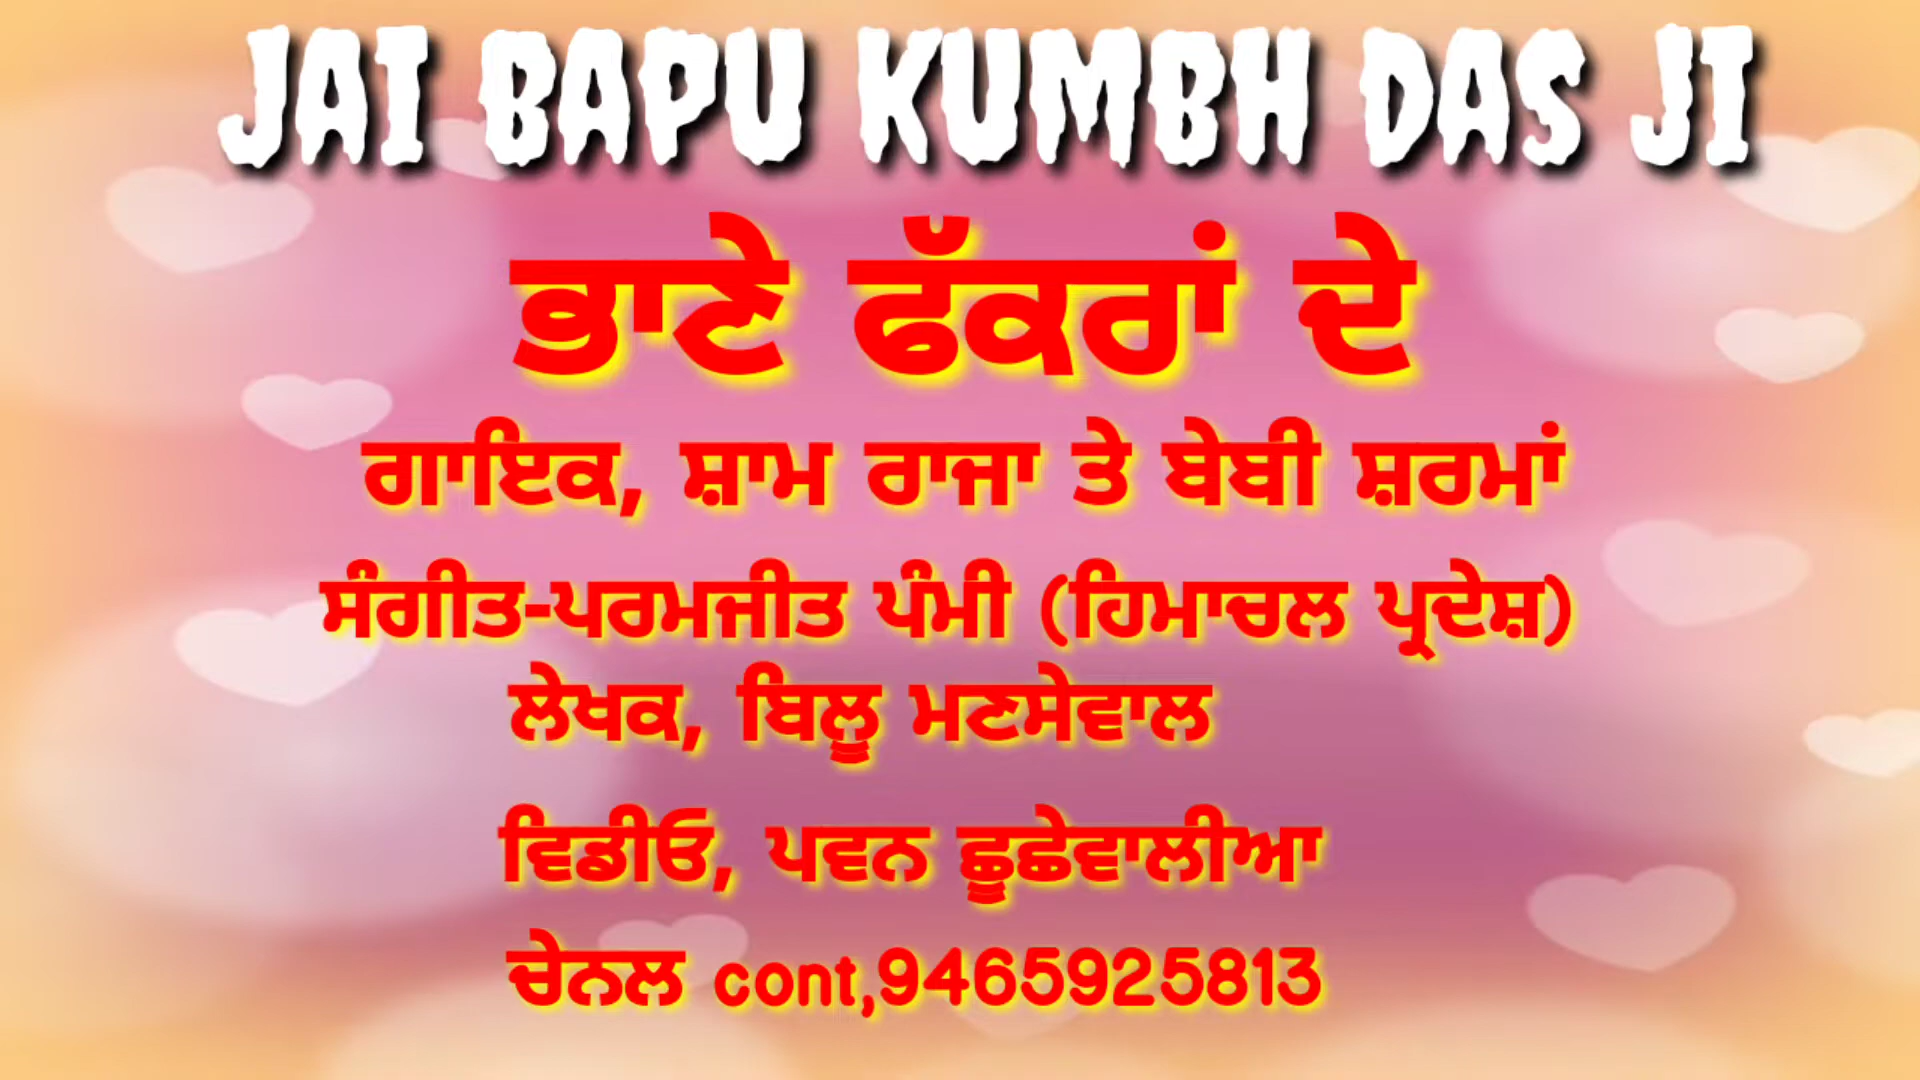 JAI BAPU KUMBH DAS JI
ਭਾਣੇ ਫੱਕਰਾਂ ਦੇ
ਗਾਇਕ, ਸ਼ਾਮ ਰਾਜਾ ਤੇ ਬੇਬੀ ਸ਼ਰਮਾਂ
ਸੰਗੀਤ-ਪਰਮਜੀਤ ਪੰਮੀ (ਹਿਮਾਚਲ ਪ੍ਰਦੇਸ਼)
ਲੇਖਕ, ਬਿਲੂ ਮਣਸੇਵਾਲ
ਵਿਡੀਓ, ਪਵਨ ਛੂਛੇਵਾਲੀਆ
ਚੇਨਲ cont,9465925813